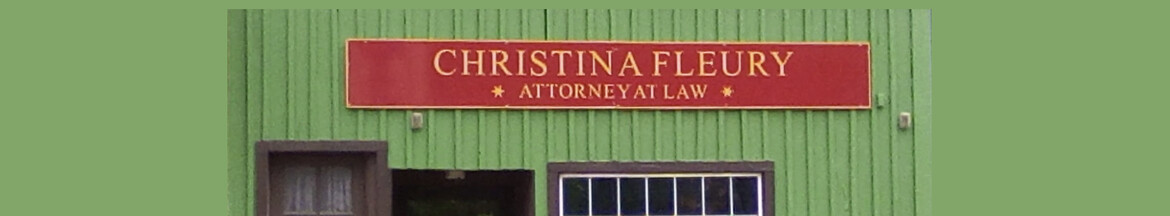 CHRISTINA FLEURY
* ATTORNEY AT LAW *